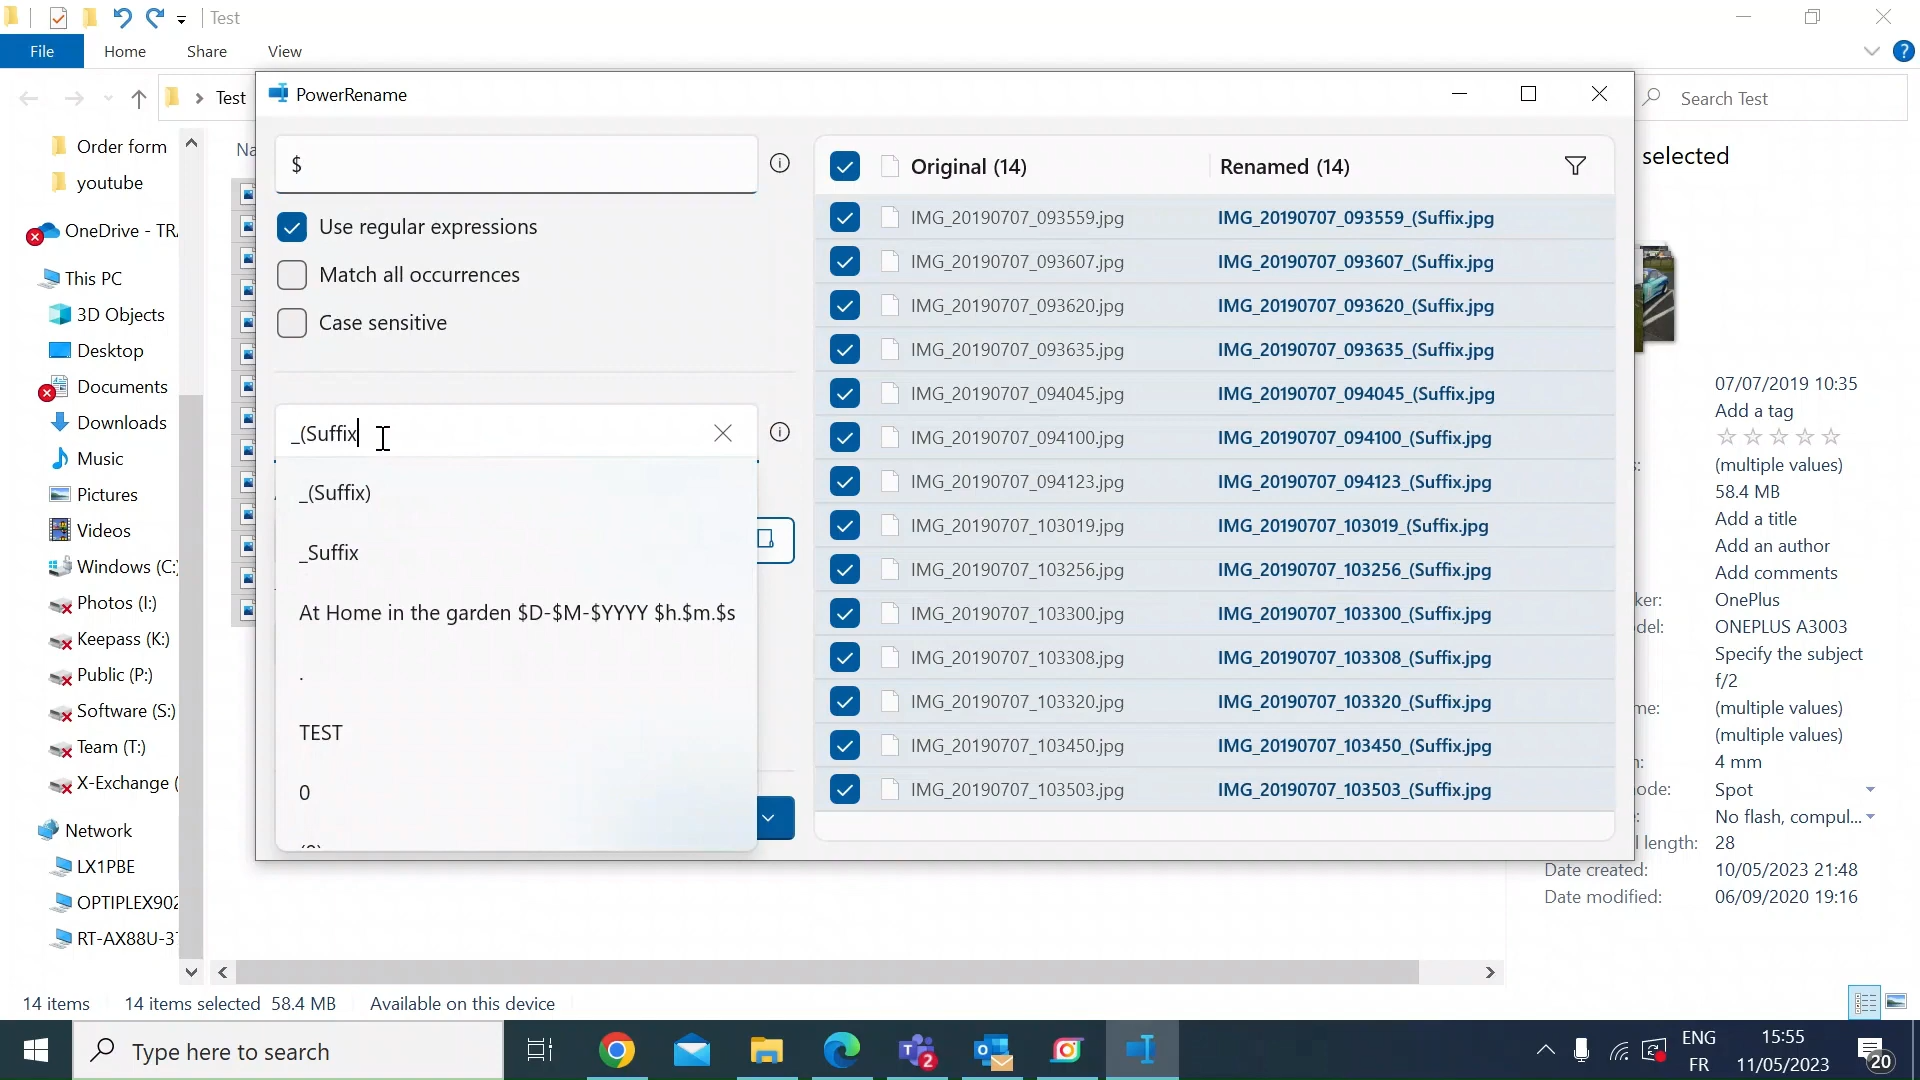 Test
File
Home
Share
View
Test
Search Test
PowerRename
Order form
youtube
OneDrive - TRA
This PC
3D Objects
Desktop
Documents
Downloads
Music
Pictures
Videos
Windows (C:)
Photos (I:)
Keepass (K:)
Public (P:)
Software (S:)
Team (T:)
X-Exchange (
Network
LX1PBE
OPTIPLEX902
RT-AX88U-3
Na
$
Use regular expressions
Match all occurrences
Case sensitive
_(Suffix
_(Suffix)
_Suffix
At Home in the garden $D-$M-$YYYY $h.$m.$s
.
TEST
0
Original (14) Renamed (14)
IMG_20190707_093559.jpg IMG_20190707_093559_(Suffix.jpg
IMG_20190707_093607.jpg IMG_20190707_093607_(Suffix.jpg
IMG_20190707_093620.jpg IMG_20190707_093620_(Suffix.jpg
IMG_20190707_093635.jpg IMG_20190707_093635_(Suffix.jpg
IMG_20190707_094045.jpg IMG_20190707_094045_(Suffix.jpg
IMG_20190707_094100.jpg IMG_20190707_094100_(Suffix.jpg
IMG_20190707_094123.jpg IMG_20190707_094123_(Suffix.jpg
IMG_20190707_103019.jpg IMG_20190707_103019_(Suffix.jpg
IMG_20190707_103256.jpg IMG_20190707_103256_(Suffix.jpg
IMG_20190707_103300.jpg IMG_20190707_103300_(Suffix.jpg
IMG_20190707_103308.jpg IMG_20190707_103308_(Suffix.jpg
IMG_20190707_103320.jpg IMG_20190707_103320_(Suffix.jpg
IMG_20190707_103450.jpg IMG_20190707_103450_(Suffix.jpg
IMG_20190707_103503.jpg IMG_20190707_103503_(Suffix.jpg
selected
07/07/2019 10:35
Add a tag
s: (multiple values)
58.4 MB
Add a title
Add an author
Add comments
ker: OnePlus
del: ONEPLUS A3003
Specify the subject
f/2
me: (multiple values)
(multiple values)
h: 4 mm
ode: Spot
: No flash, compul...
l length: 28
Date created: 10/05/2023 21:48
Date modified: 06/09/2020 19:16
14 items 14 items selected 58.4 MB Available on this device
Type here to search
2
ENG
FR
15:55
11/05/2023
20